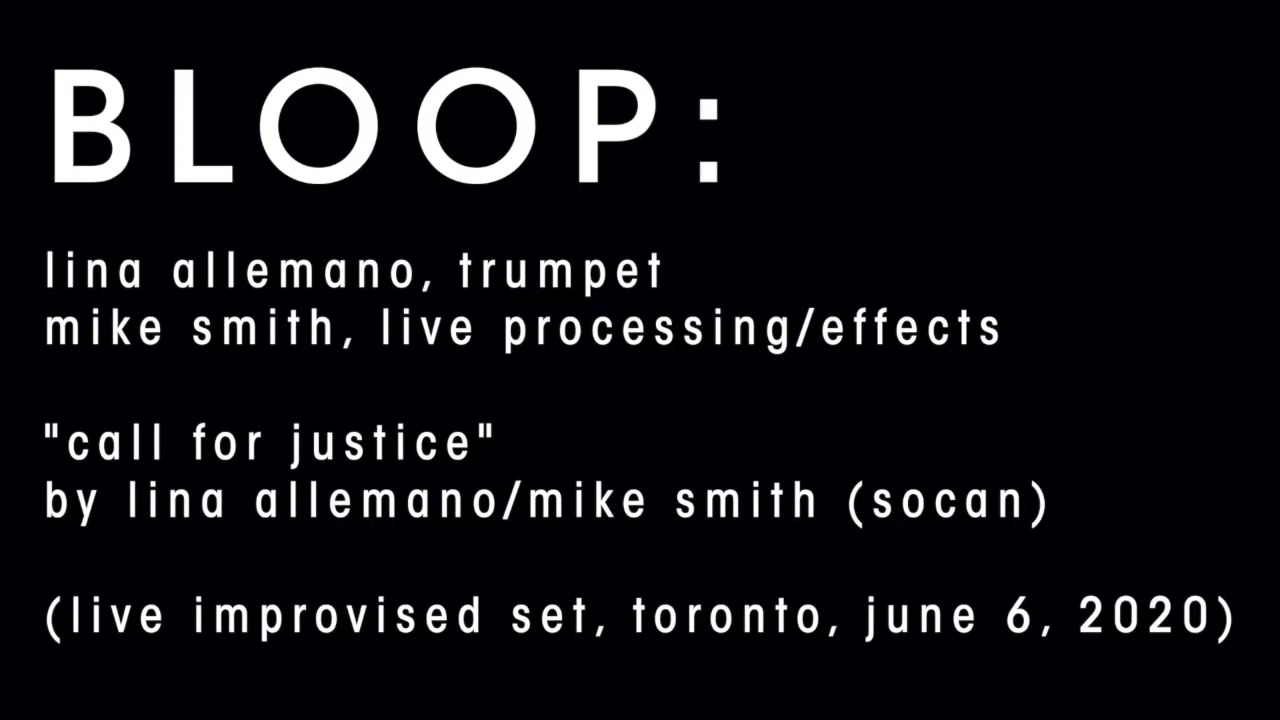 BLOOP:
lina allemano, trumpet
mike smith, live processing/effects
"call for justice"
by lina allemano/mike smith (socan)
(live improvised set, toronto, june 6, 2020)